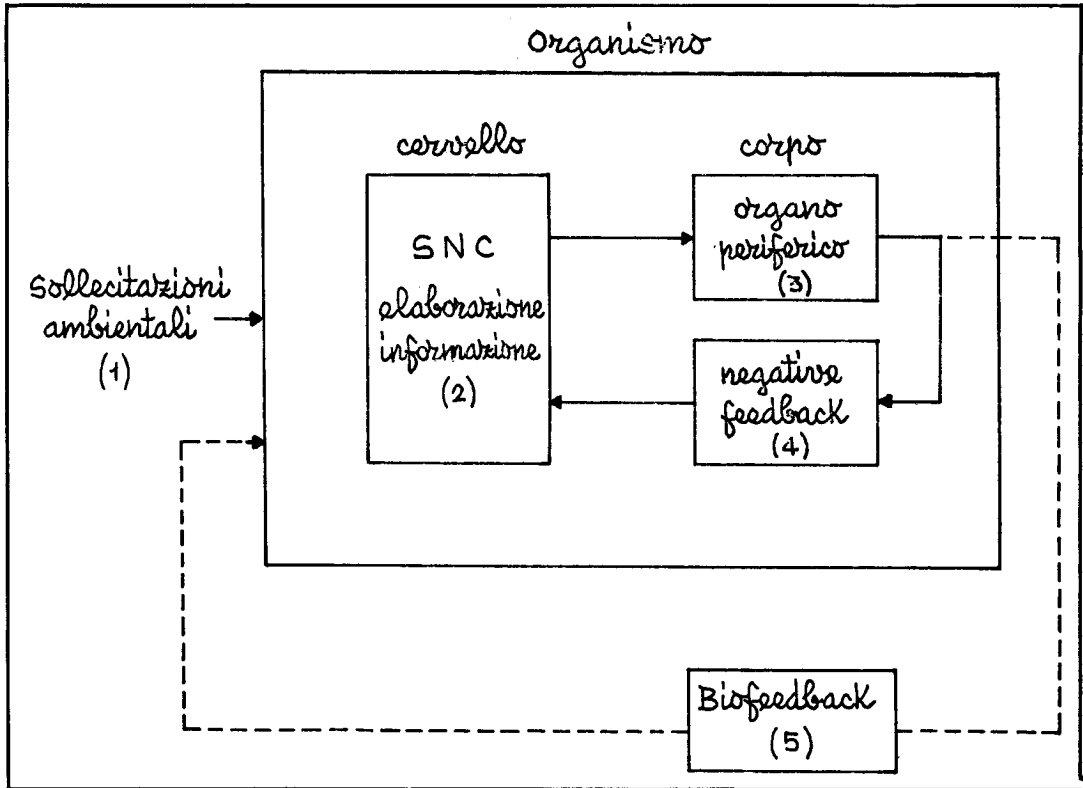 Organismo
cervello
corpo
Sollecitazioni
ambientali
(1)
SNC
elaborazione
informazione
(2)
organo
periferico
(3)
negative
feedback
(4)
Biofeedback
(5)